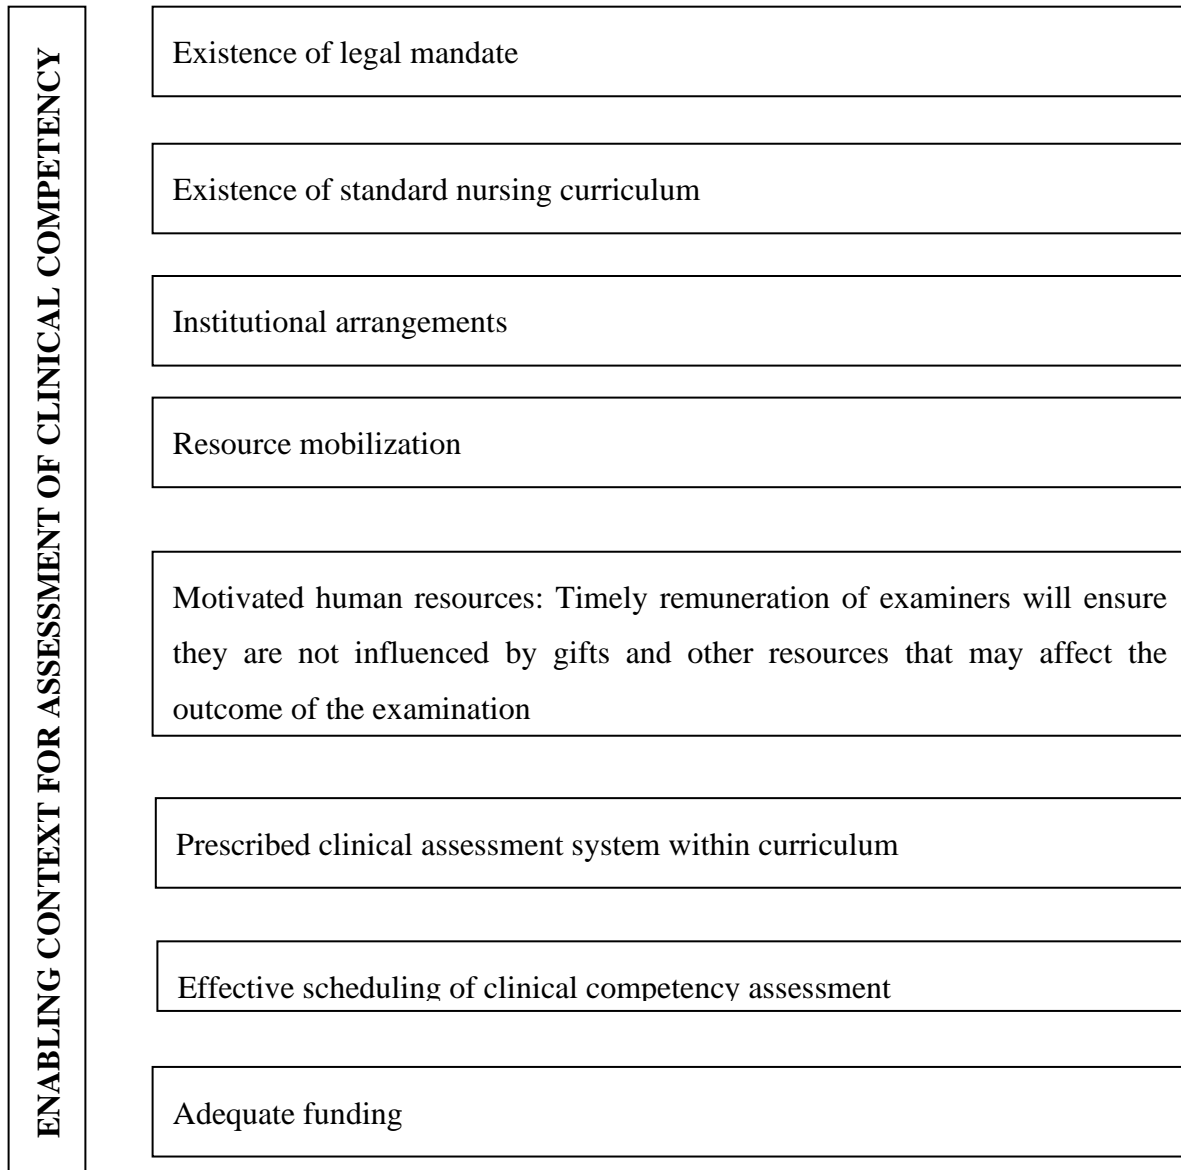 ENABLING CONTEXT FOR ASSESSMENT OF CLINICAL COMPETENCY
Existence of legal mandate
Existence of standard nursing curriculum
Institutional arrangements
Resource mobilization
Motivated human resources: Timely remuneration of examiners will ensure
they are not influenced by gifts and other resources that may affect the
outcome of the examination
Prescribed clinical assessment system within curriculum
Effective scheduling of clinical competency assessment
Adequate funding